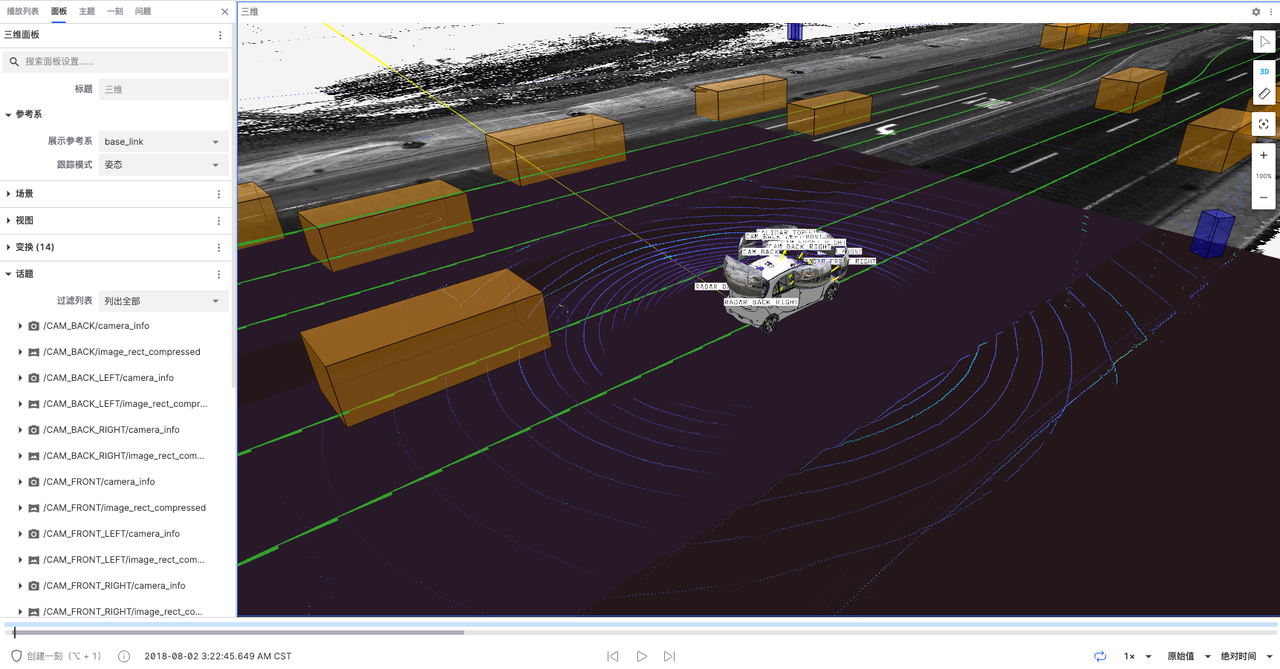 播放列表 面板 主题 一刻 问题
三维
三维面板
搜索面板设置......
标题 三维
参考系
展示参考系 base_link
跟踪模式 姿态
场景
视图
变换 (14)
话题
过滤列表 列出全部
/CAM_BACK/camera_info
/CAM_BACK/image_rect_compressed
/CAM_BACK_LEFT/camera_info
/CAM_BACK_LEFT/image_rect_compr...
/CAM_BACK_RIGHT/camera_info
/CAM_BACK_RIGHT/image_rect_com...
/CAM_FRONT/camera_info
/CAM_FRONT/image_rect_compressed
/CAM_FRONT_LEFT/camera_info
/CAM_FRONT_LEFT/image_rect_com...
/CAM_FRONT_RIGHT/camera_info
/CAM_FRONT_RIGHT/image_rect_co...
CAM_BACK_RIGHT
RADAR_BACK_RIGHT
3D
+
100%
−
创建一刻 (⌥ + 1)
2018-08-02 3:22:45.649 AM CST
1×
原始值
绝对时间